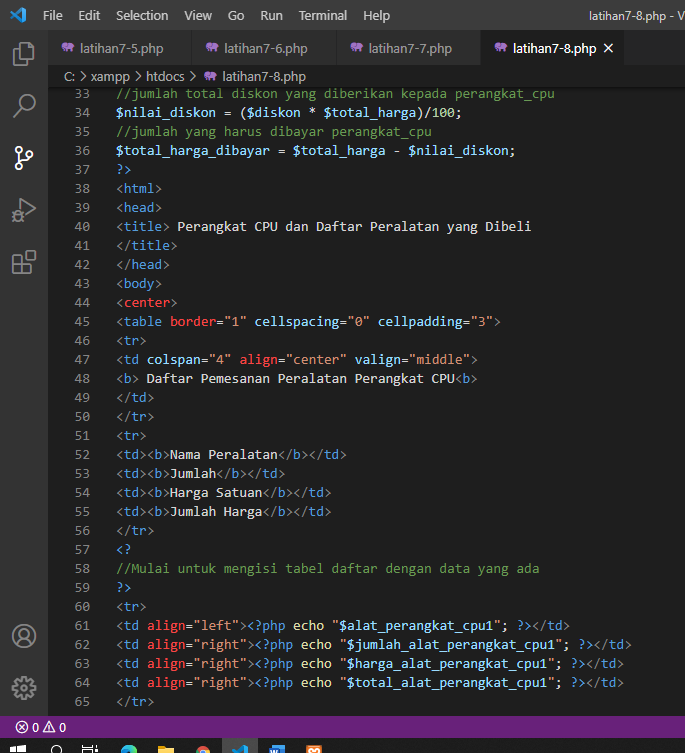 File Edit Selection View Go Run Terminal Help latihan7-8.php - V
latihan7-5.php latihan7-6.php latihan7-7.php latihan7-8.php
C: > xampp > htdocs > latihan7-8.php
33 //jumlah total diskon yang diberikan kepada perangkat_cpu
34 $nilai_diskon = ($diskon * $total_harga)/100;
35 //jumlah yang harus dibayar perangkat_cpu
36 $total_harga_dibayar = $total_harga - $nilai_diskon;
37 ?>
38 <html>
39 <head>
40 <title> Perangkat CPU dan Daftar Peralatan yang Dibeli
41 </title>
42 </head>
43 <body>
44 <center>
45 <table border="1" cellspacing="0" cellpadding="3">
46 <tr>
47 <td colspan="4" align="center" valign="middle">
48 <b> Daftar Pemesanan Peralatan Perangkat CPU<b>
49 </td>
50 </tr>
51 <tr>
52 <td><b>Nama Peralatan</b></td>
53 <td><b>Jumlah</b></td>
54 <td><b>Harga Satuan</b></td>
55 <td><b>Jumlah Harga</b></td>
56 </tr>
57 <?
58 //Mulai untuk mengisi tabel daftar dengan data yang ada
59 ?>
60 <tr>
61 <td align="left"><?php echo "$alat_perangkat_cpu1"; ?></td>
62 <td align="right"><?php echo "$jumlah_alat_perangkat_cpu1"; ?></td>
63 <td align="right"><?php echo "$harga_alat_perangkat_cpu1"; ?></td>
64 <td align="right"><?php echo "$total_alat_perangkat_cpu1"; ?></td>
65 </tr>
0 0